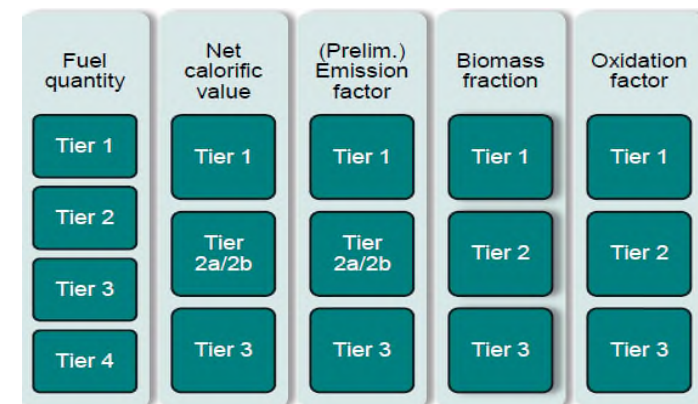 Fuel
quantity
Tier 1
Tier 2
Tier 3
Tier 4
Net
calorific
value
Tier 1
Tier
2a/2b
Tier 3
(Prelim.)
Emission
factor
Tier 1
Tier
2a/2b
Tier 3
Biomass
fraction
Tier 1
Tier 2
Tier 3
Oxidation
factor
Tier 1
Tier 2
Tier 3